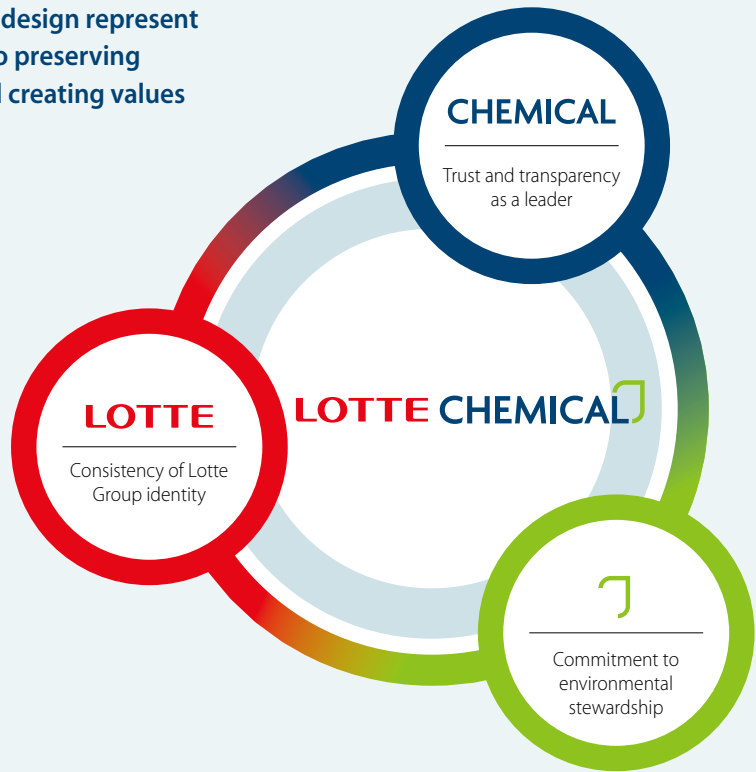 design represent
o preserving
creating values
CHEMICAL
Trust and transparency
as a leader
LOTTE
Consistency of Lotte
Group identity
LOTTE CHEMICAL
Commitment to
environmental
stewardship